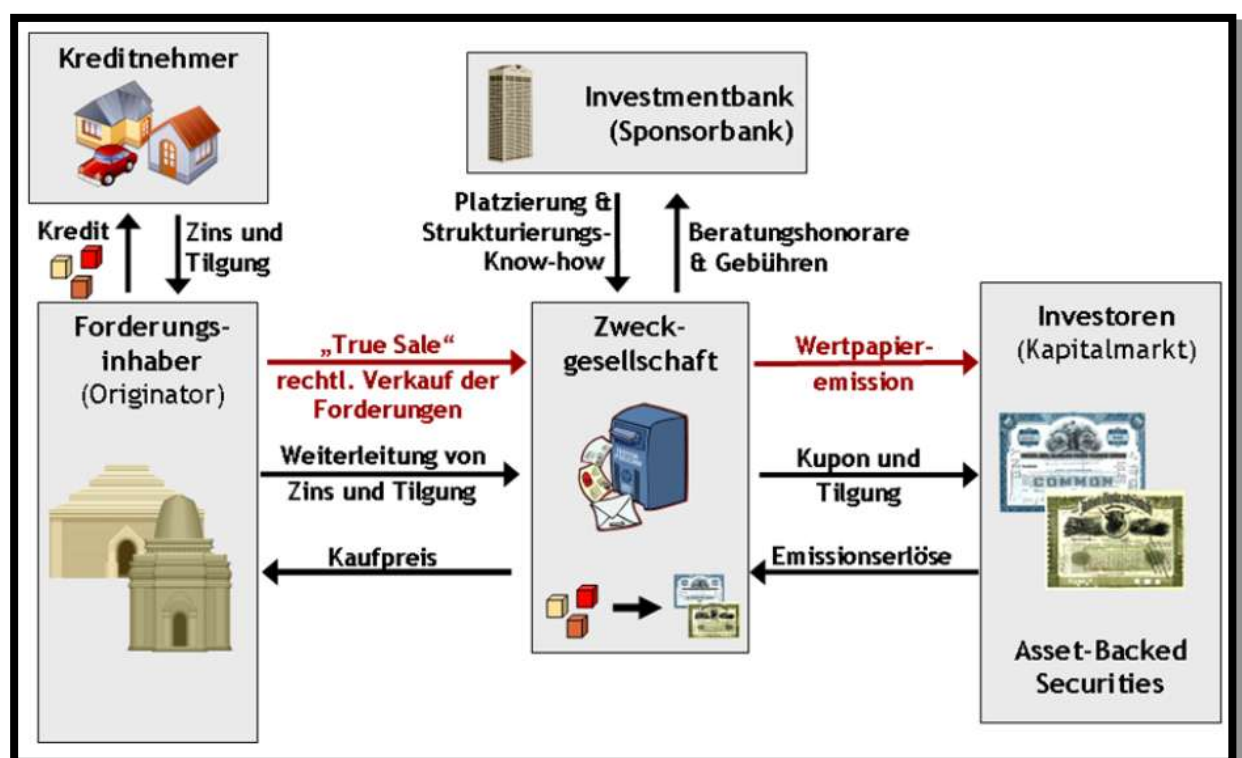 Kreditnehmer
Investmentbank
(Sponsorbank)
Kredit
Zins und
Tilgung
Platzierung &
Strukturierungs-
Know-how
Beratungshonorare
& Gebühren
Forderungs-
inhaber
(Originator)
„True Sale“
rechtl. Verkauf der
Forderungen
Weiterleitung von
Zins und Tilgung
Kaufpreis
Zweck-
gesellschaft
Wertpapier-
emission
Kupon und
Tilgung
Emissionserlöse
Investoren
(Kapitalmarkt)
COMMON
Asset-Backed
Securities